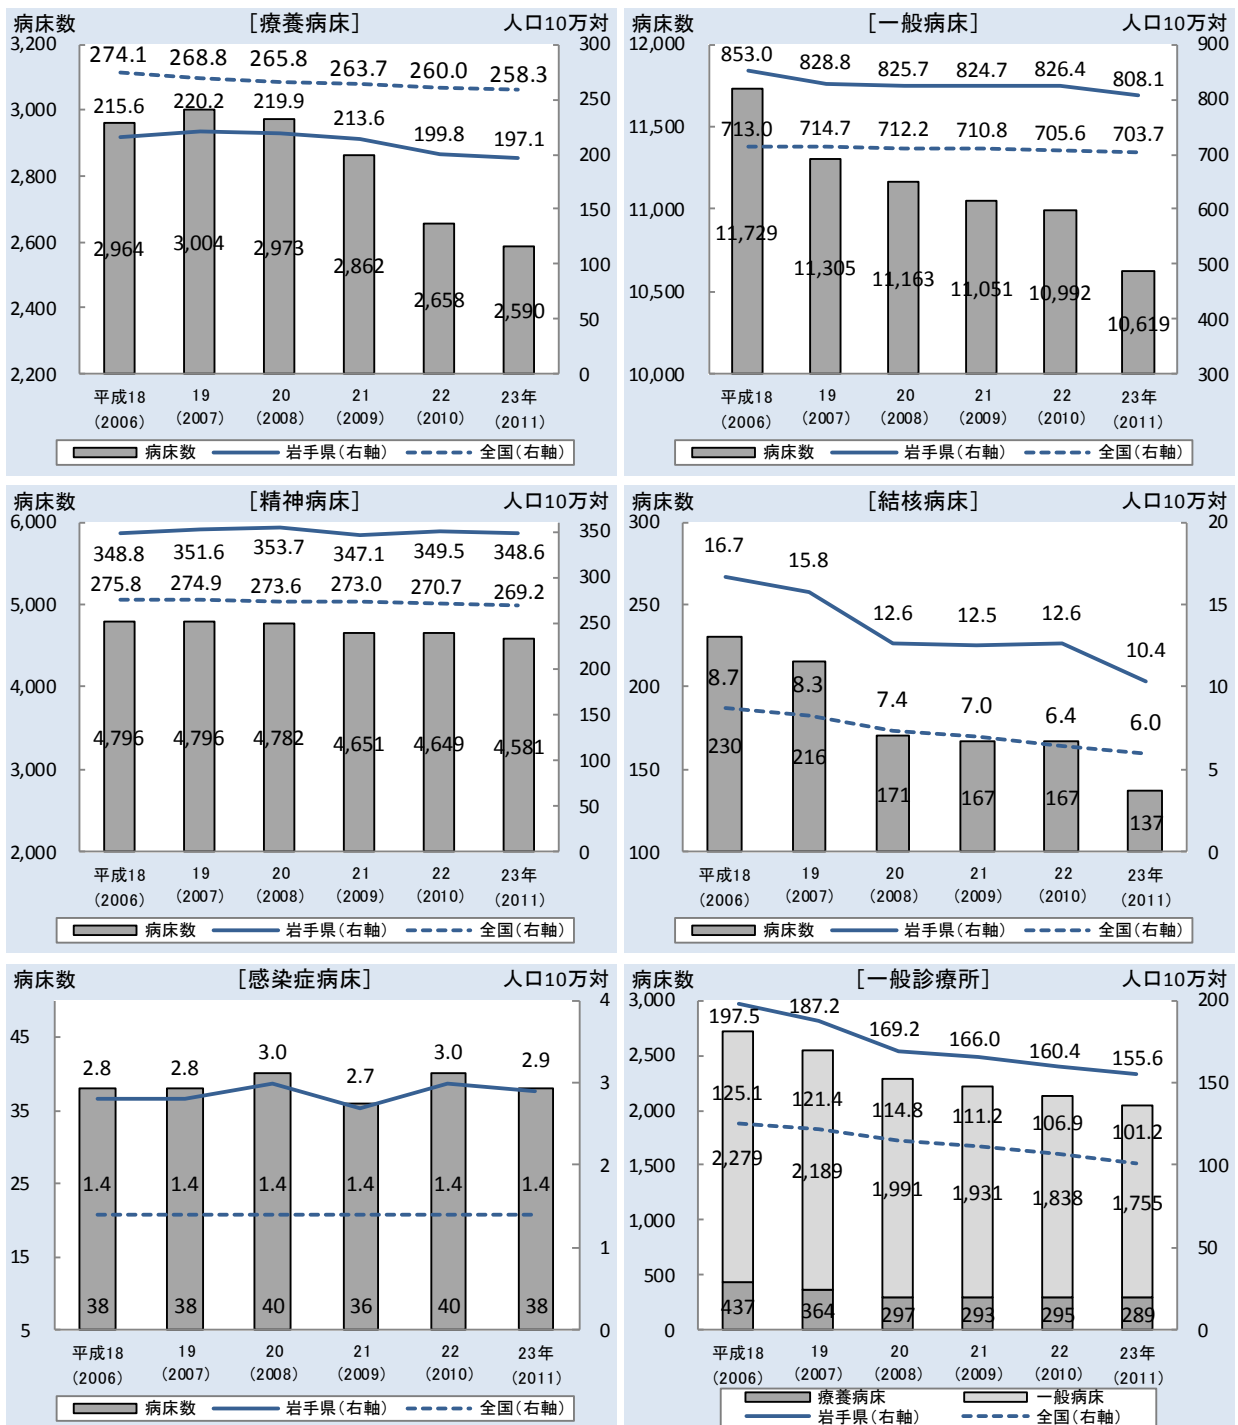 病床数 ［療養病床］ 人口10万対
3,200 300
274.1 268.8 265.8 263.7 260.0 258.3
3,000 250
215.6 220.2 219.9 213.6 199.8 197.1
2,800 200
2,600 150
2,964 3,004 2,973 2,862 2,658 2,590
2,400 100
50
2,200 0
平成18 19 20 21 22 23年
（2006） （2007） （2008） （2009） （2010） （2011）
病床数 岩手県（右軸） 全国（右軸）
病床数 ［一般病床］ 人口10万対
12,000 900
853.0 828.8 825.7 824.7 826.4 808.1
800
11,500
713.0 714.7 712.2 710.8 705.6 703.7
700
11,000 600
11,729 11,305 11,163 11,051 10,992 10,619
10,500 500
400
10,000 300
平成18 19 20 21 22 23年
（2006） （2007） （2008） （2009） （2010） （2011）
病床数 岩手県（右軸） 全国（右軸）
病床数 ［精神病床］ 人口10万対
6,000 350
348.8 351.6 353.7 347.1 349.5 348.6
300
275.8 274.9 273.6 273.0 270.7 269.2
5,000 250
200
4,000 150
4,796 4,796 4,782 4,651 4,649 4,581
3,000 100
50
2,000 0
平成18 19 20 21 22 23年
（2006） （2007） （2008） （2009） （2010） （2011）
病床数 岩手県（右軸） 全国（右軸）
病床数 ［結核病床］ 人口10万対
300 20
16.7 15.8 12.6 12.5 12.6 10.4
250 15
8.7 8.3 7.4 7.0 6.4 6.0
200 10
230 216 171 167 167 137
150 5
100 0
平成18 19 20 21 22 23年
（2006） （2007） （2008） （2009） （2010） （2011）
病床数 岩手県（右軸） 全国（右軸）
病床数 ［感染症病床］ 人口10万対
4
45
2.8 2.8 3.0 2.7 3.0 2.9
35 3
25 2
1.4 1.4 1.4 1.4 1.4 1.4
15 1
38 38 40 36 40 38
5 0
平成18 19 20 21 22 23年
（2006） （2007） （2008） （2009） （2010） （2011）
病床数 岩手県（右軸） 全国（右軸）
病床数 ［一般診療所］ 人口10万対
3,000 200
197.5 187.2 169.2 166.0 160.4 155.6
2,500
125.1 121.4 114.8 111.2 106.9 101.2
2,000 150
2,279 2,189 1,991 1,931 1,838 1,755
1,500 100
1,000
500 50
437 364 297 293 295 289
0 0
平成18 19 20 21 22 23年
（2006） （2007） （2008） （2009） （2010） （2011）
療養病床 一般病床
岩手県（右軸） 全国（右軸）